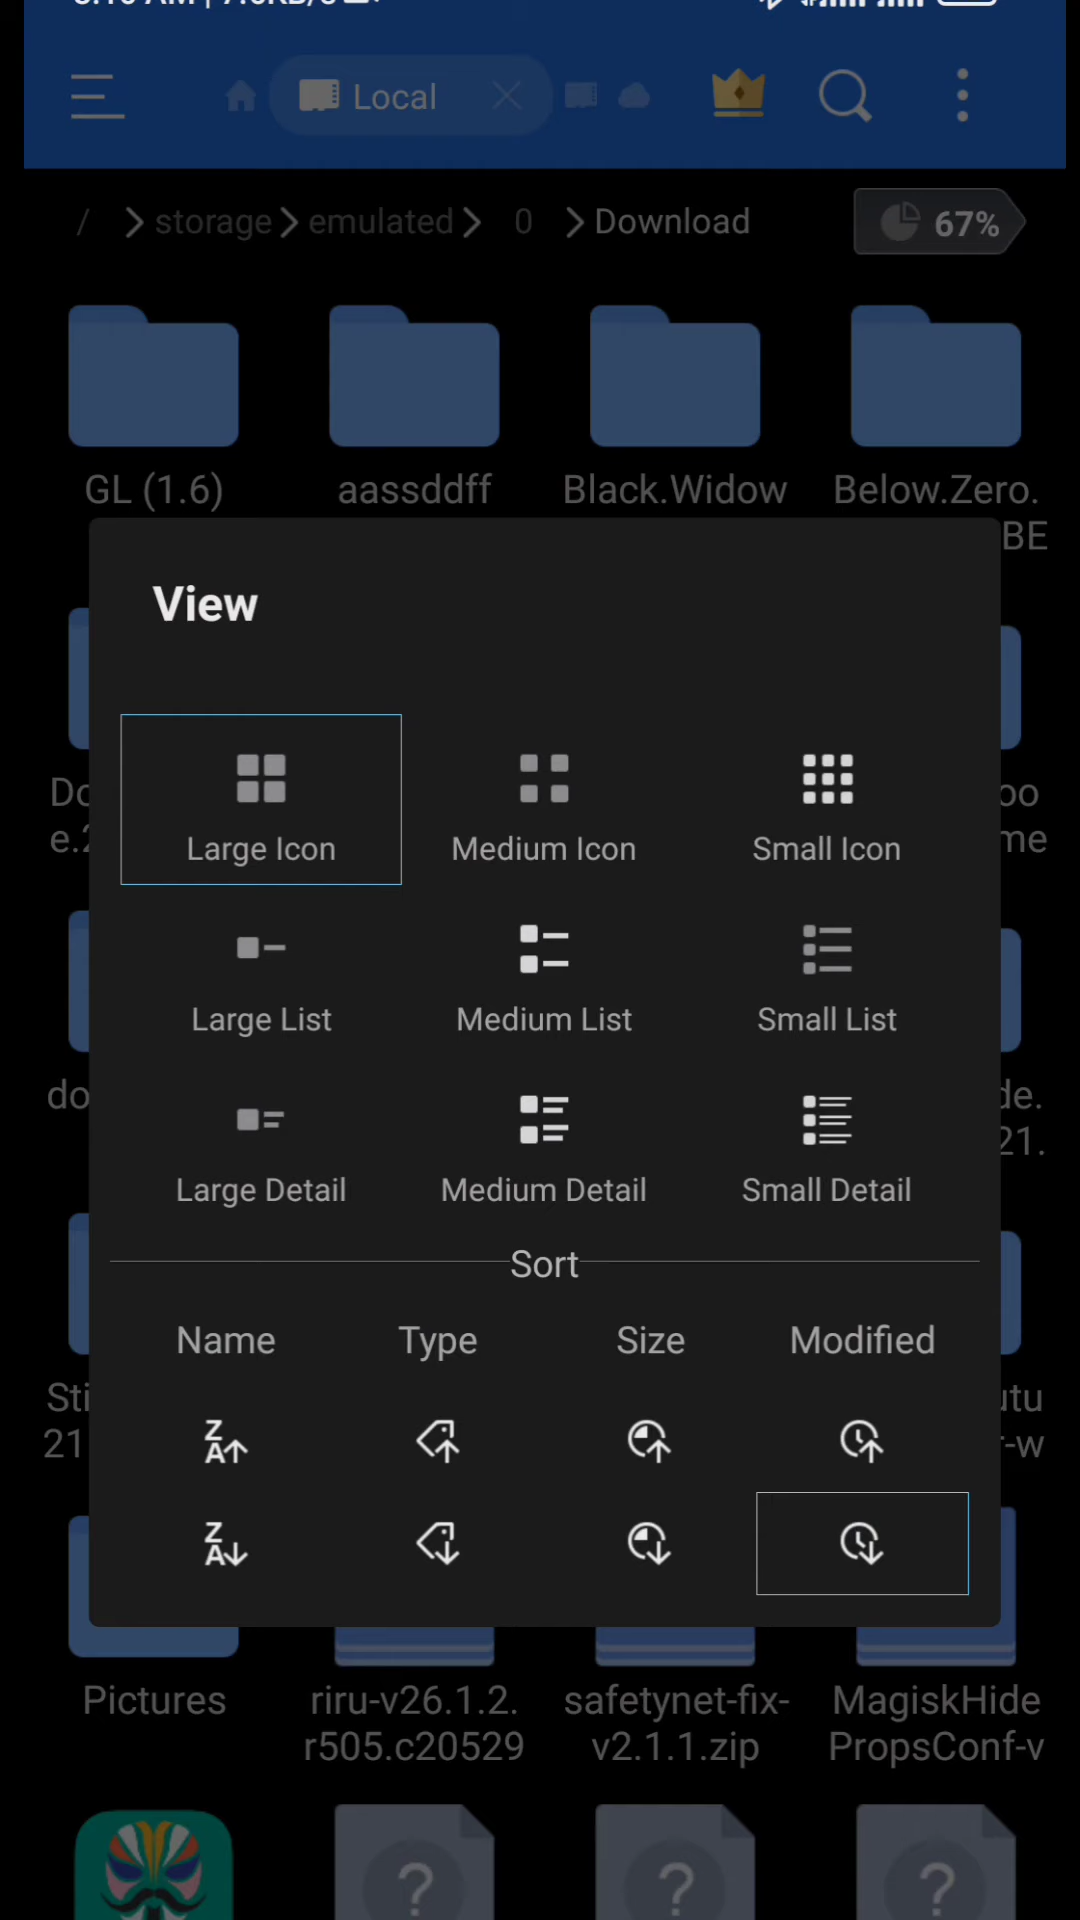 Local
/ storage emulated 0 Download 67%
GL (1.6) aassddff Black.Widow Below.Zero.
BE
View
Large Icon Medium Icon Small Icon
Large List Medium List Small List
Large Detail Medium Detail Small Detail
Sort
Name Type Size Modified
Pictures riru-v26.1.2. safetynet-fix- MagiskHide
r505.c20529 v2.1.1.zip PropsConf-v